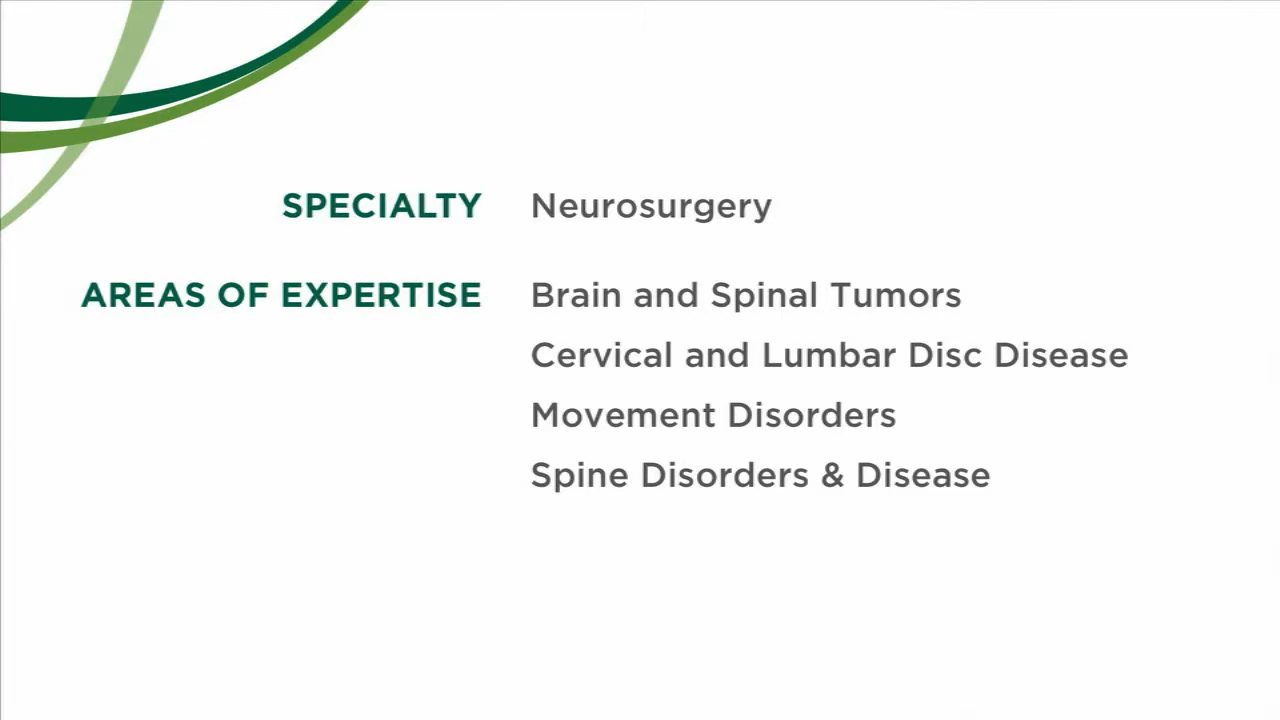 SPECIALTY Neurosurgery
AREAS OF EXPERTISE Brain and Spinal Tumors
Cervical and Lumbar Disc Disease
Movement Disorders
Spine Disorders & Disease